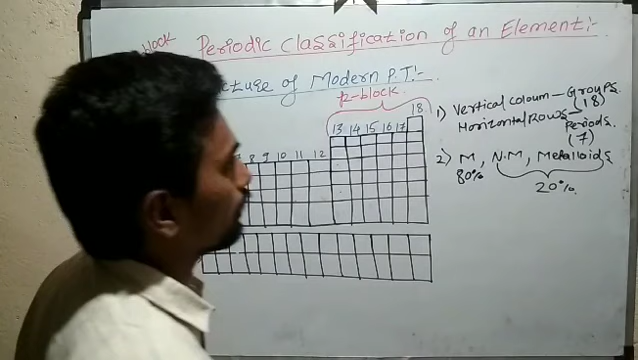 Periodic classification of an Element:-
block
cture of Modern P.T:-
p-block.
18
13 14 15 16 17
8 9 10 11 12
1) Vertical coloum - Groups.
(18)
Horizontal Rows - Periods.
(7)
2) M, N.M, Metalloids
80%
20%.